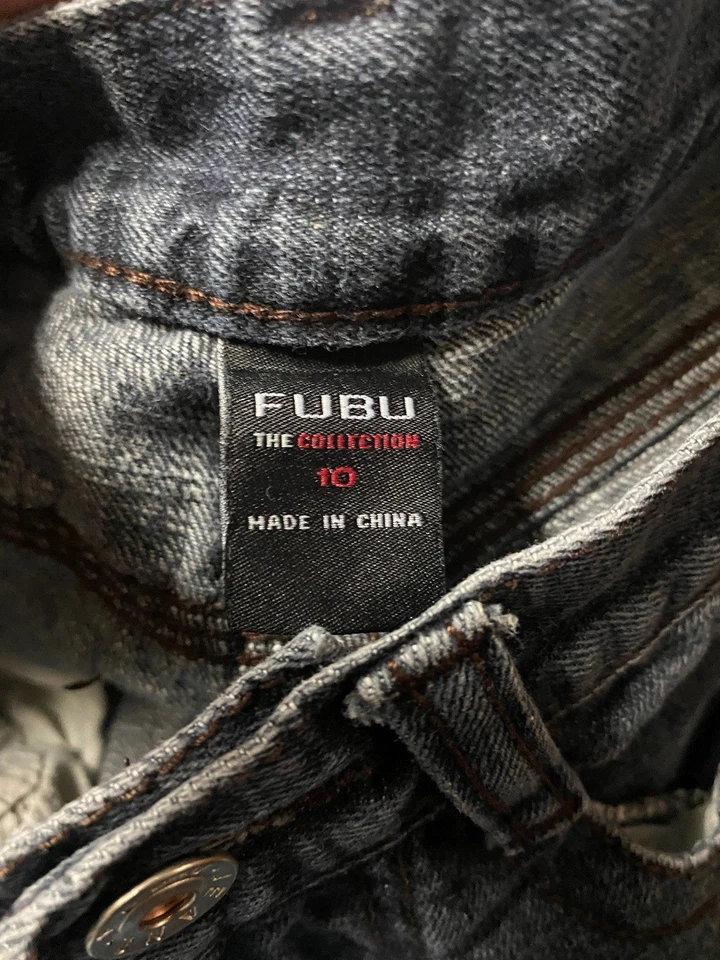 FUBU
THE COLLECTION
10
MADE IN CHINA